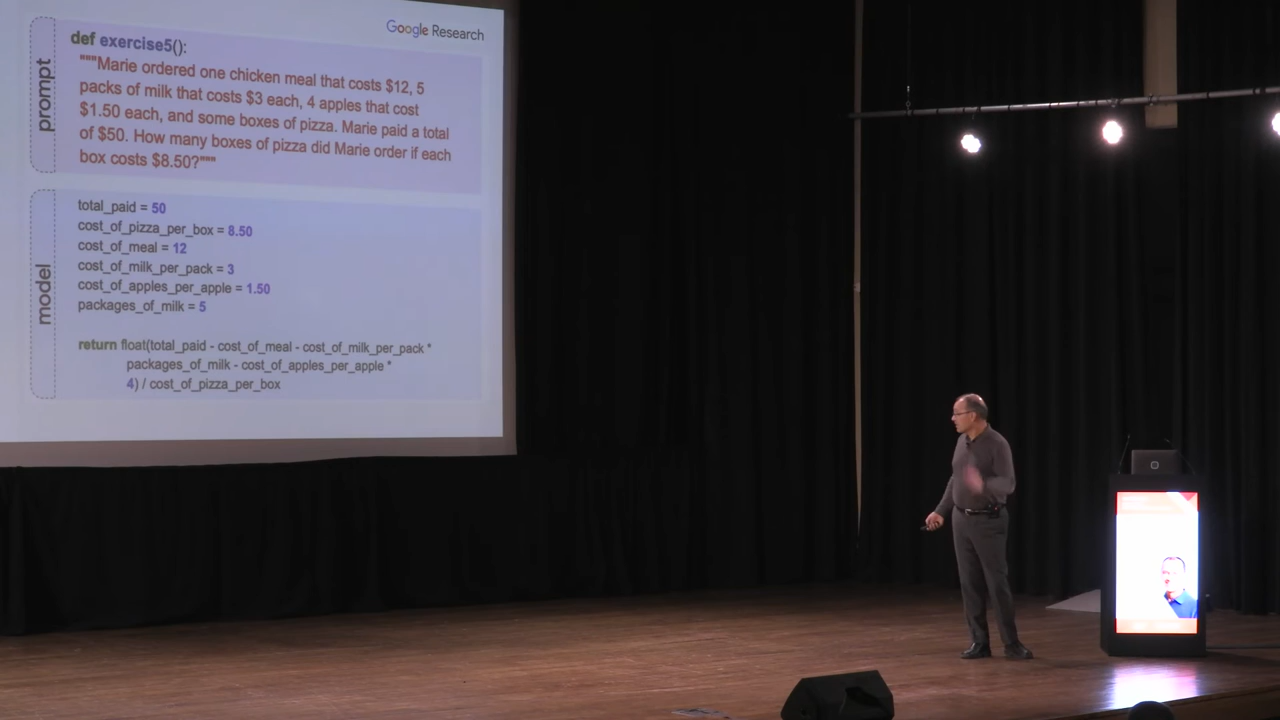 Google Research
prompt
def exercise5():
"""Marie ordered one chicken meal that costs $12, 5
packs of milk that costs $3 each, 4 apples that cost
$1.50 each, and some boxes of pizza. Marie paid a total
of $50. How many boxes of pizza did Marie order if each
box costs $8.50?"""
model
total_paid = 50
cost_of_pizza_per_box = 8.50
cost_of_meal = 12
cost_of_milk_per_pack = 3
cost_of_apples_per_apple = 1.50
packages_of_milk = 5
return float(total_paid - cost_of_meal - cost_of_milk_per_pack *
packages_of_milk - cost_of_apples_per_apple *
4) / cost_of_pizza_per_box